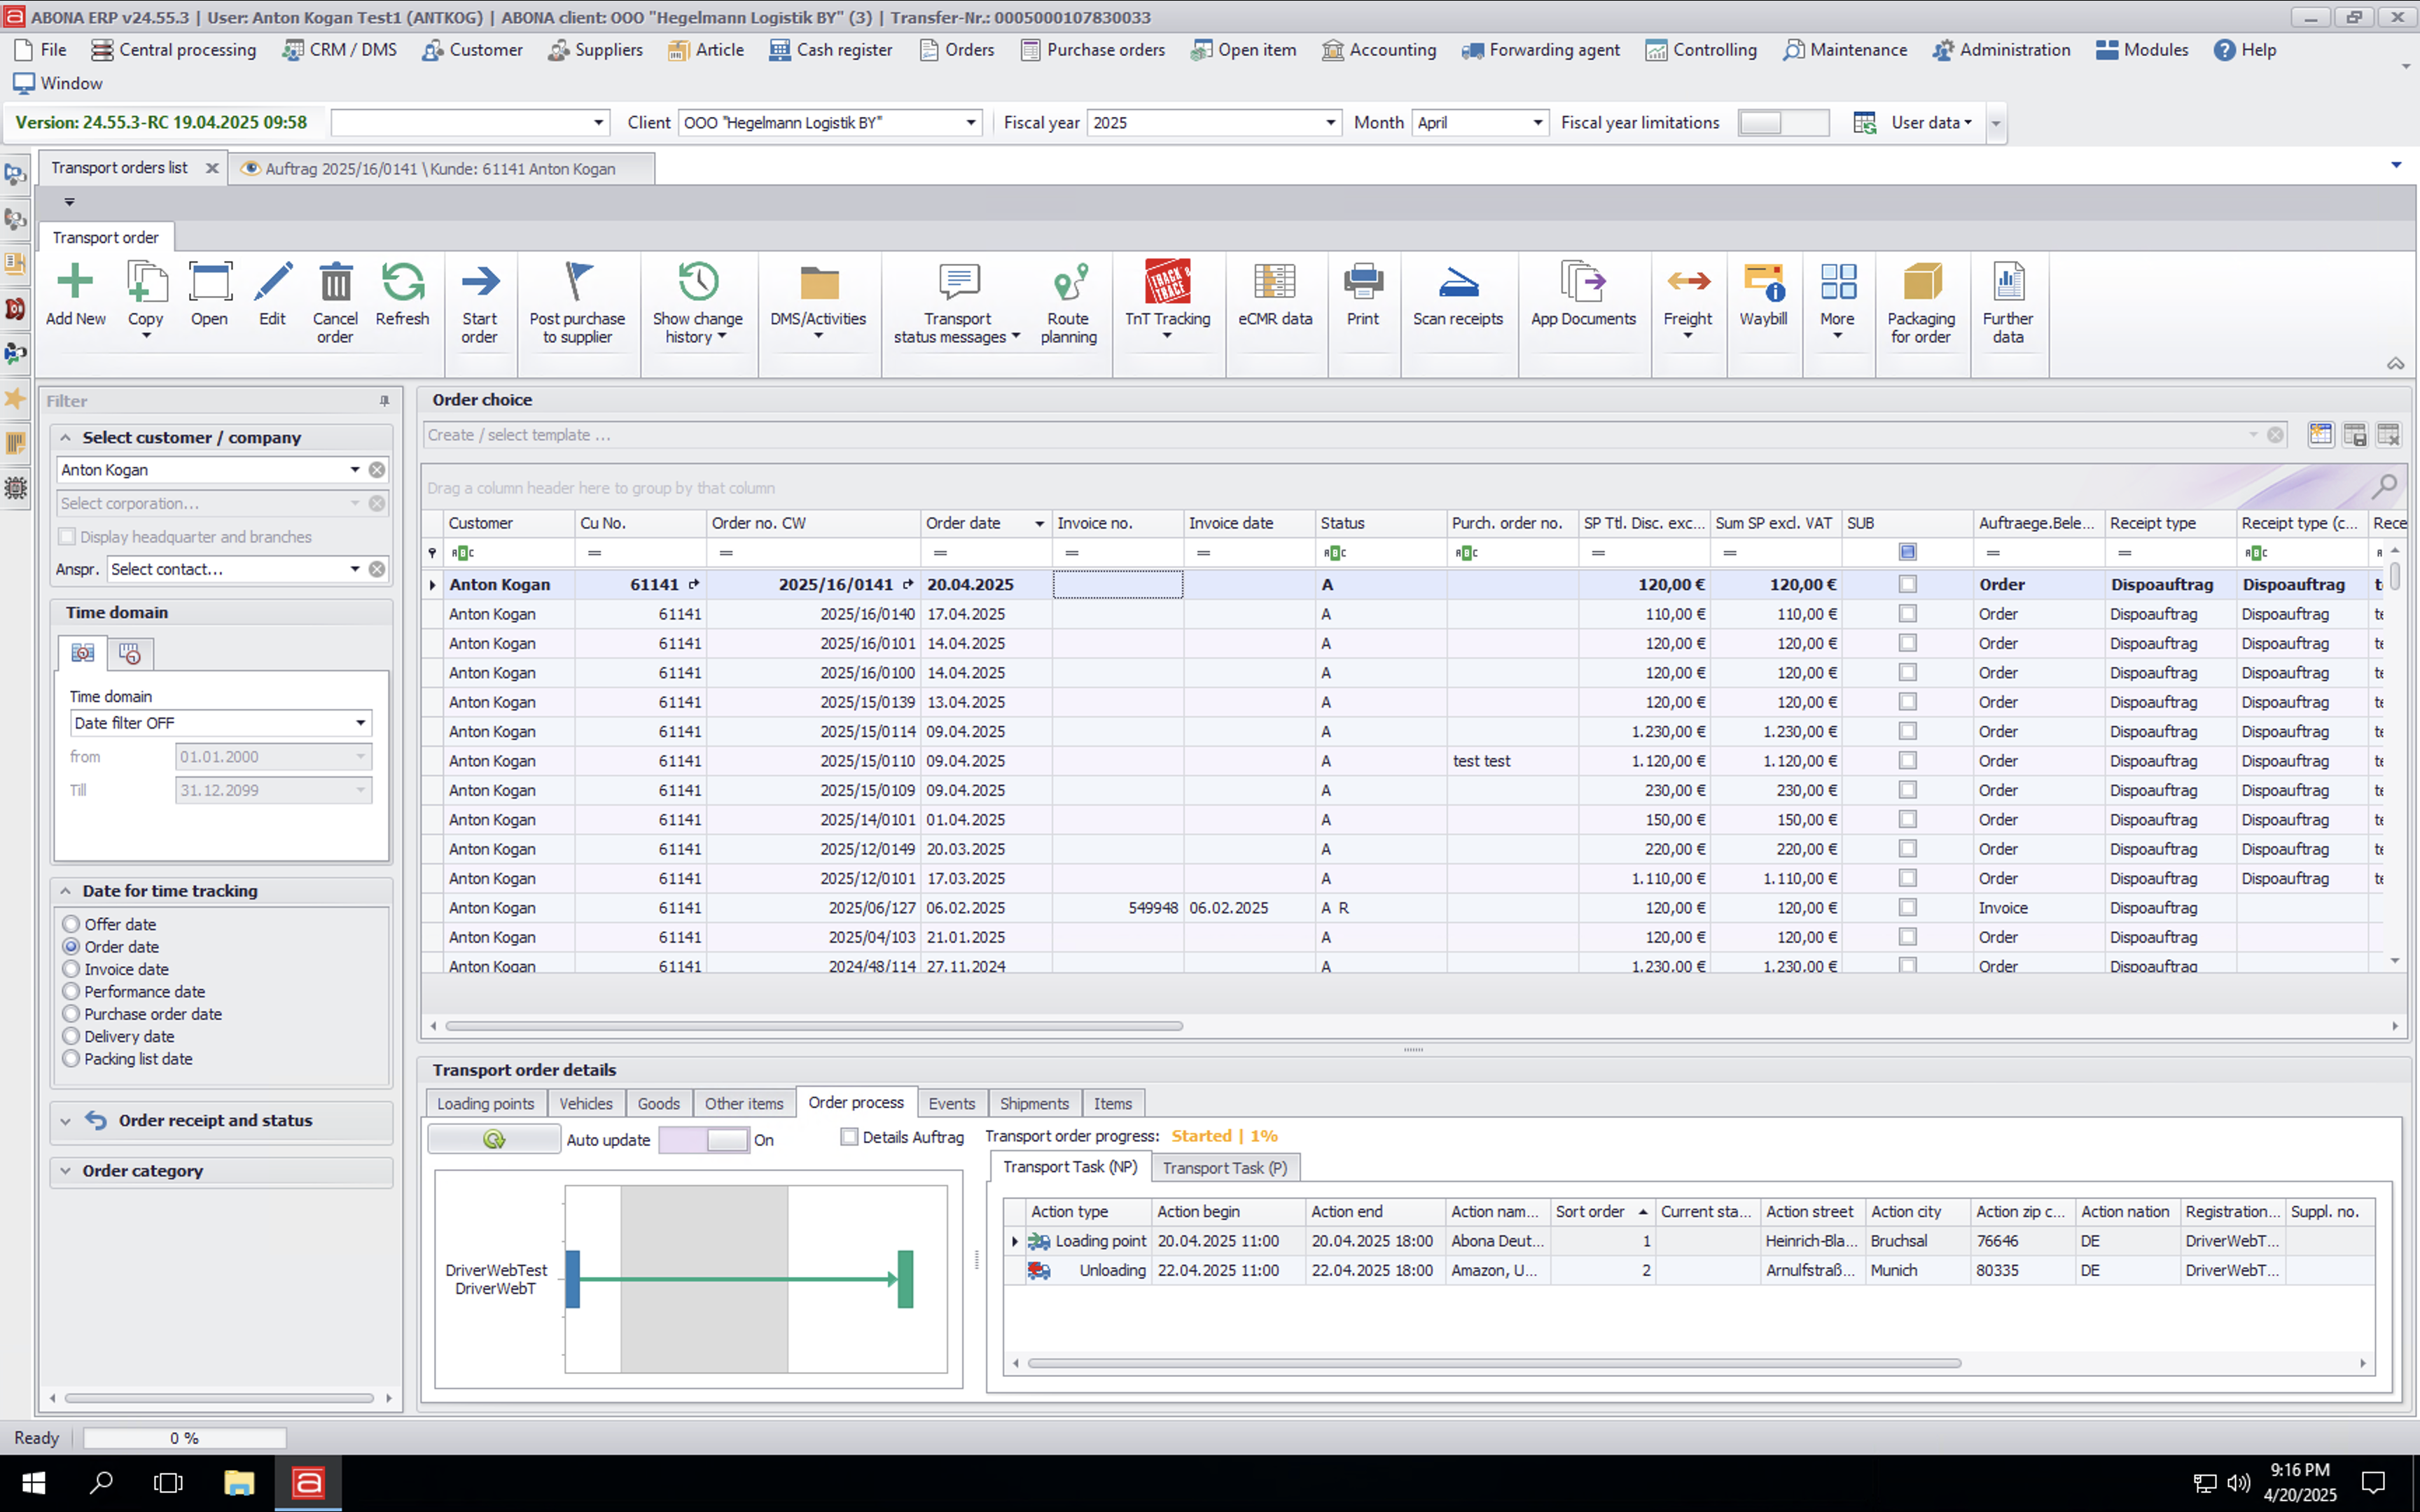 ABONA ERP v24.55.3 | User: Anton Kogan Test1 (ANTKOG) | ABONA client: OOO "Hegelmann Logistik BY" (3) | Transfer-Nr.: 0005000107830033
File Central processing CRM / DMS Customer Suppliers Article Cash register Orders Purchase orders Open item Accounting Forwarding agent Controlling Maintenance Administration Modules Help
Window
Version: 24.55.3-RC 19.04.2025 09:58 Client OOO "Hegelmann Logistik BY" Fiscal year 2025 Month April Fiscal year limitations User data
Transport orders list Auftrag 2025/16/0141 \ Kunde: 61141 Anton Kogan
Transport order
Add New Copy Open Edit Cancel order Refresh Start order Post purchase to supplier Show change history DMS/Activities Transport status messages Route planning TRACK & TRACE TnT Tracking eCMR data Print Scan receipts App Documents Freight Waybill More Packaging for order Further data
Filter
Select customer / company
Anton Kogan
Select corporation...
Display headquarter and branches
Anspr. Select contact...
Time domain
Time domain
Date filter OFF
from 01.01.2000
Till 31.12.2099
Date for time tracking
Offer date
Order date
Invoice date
Performance date
Purchase order date
Delivery date
Packing list date
Order receipt and status
Order category
Order choice
Create / select template ...
Drag a column header here to group by that column
Customer Cu No. Order no. CW Order date Invoice no. Invoice date Status Purch. order no. SP Ttl. Disc. exc... Sum SP excl. VAT SUB Auftraege.Bele... Receipt type Receipt type (c... Rece
ABC = = = = = ABC ABC = = = = ABC
Anton Kogan 61141 2025/16/0141 20.04.2025 A 120,00 € 120,00 € Order Dispoauftrag Dispoauftrag t
Anton Kogan 61141 2025/16/0140 17.04.2025 A 110,00 € 110,00 € Order Dispoauftrag Dispoauftrag te
Anton Kogan 61141 2025/16/0101 14.04.2025 A 120,00 € 120,00 € Order Dispoauftrag Dispoauftrag te
Anton Kogan 61141 2025/16/0100 14.04.2025 A 120,00 € 120,00 € Order Dispoauftrag Dispoauftrag te
Anton Kogan 61141 2025/15/0139 13.04.2025 A 120,00 € 120,00 € Order Dispoauftrag Dispoauftrag te
Anton Kogan 61141 2025/15/0114 09.04.2025 A 1.230,00 € 1.230,00 € Order Dispoauftrag Dispoauftrag te
Anton Kogan 61141 2025/15/0110 09.04.2025 A test test 1.120,00 € 1.120,00 € Order Dispoauftrag Dispoauftrag te
Anton Kogan 61141 2025/15/0109 09.04.2025 A 230,00 € 230,00 € Order Dispoauftrag Dispoauftrag te
Anton Kogan 61141 2025/14/0101 01.04.2025 A 150,00 € 150,00 € Order Dispoauftrag Dispoauftrag te
Anton Kogan 61141 2025/12/0149 20.03.2025 A 220,00 € 220,00 € Order Dispoauftrag Dispoauftrag te
Anton Kogan 61141 2025/12/0101 17.03.2025 A 1.110,00 € 1.110,00 € Order Dispoauftrag Dispoauftrag te
Anton Kogan 61141 2025/06/127 06.02.2025 549948 06.02.2025 A R 120,00 € 120,00 € Invoice Dispoauftrag
Anton Kogan 61141 2025/04/103 21.01.2025 A 120,00 € 120,00 € Order Dispoauftrag
Anton Kogan 61141 2024/48/114 27.11.2024 A 1.230,00 € 1.230,00 € Order Dispoauftrag
Transport order details
Loading points Vehicles Goods Other items Order process Events Shipments Items
Auto update On Details Auftrag Transport order progress: Started | 1%
DriverWebTest
DriverWebT
Transport Task (NP) Transport Task (P)
Action type Action begin Action end Action nam... Sort order Current sta... Action street Action city Action zip c... Action nation Registration... Suppl. no.
Loading point 20.04.2025 11:00 20.04.2025 18:00 Abona Deut... 1 Heinrich-Bla... Bruchsal 76646 DE DriverWebT...
Unloading 22.04.2025 11:00 22.04.2025 18:00 Amazon, U... 2 Arnulfstraß... Munich 80335 DE DriverWebT...
Ready 0 %
9:16 PM
4/20/2025